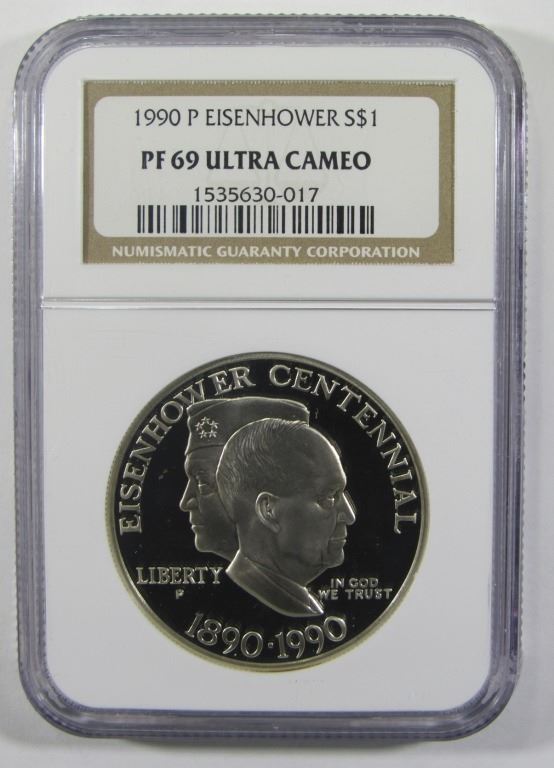 1990 P EISENHOWER S$1
PF 69 ULTRA CAMEO
1535630-017
NUMISMATIC GUARANTY CORPORATION
EISENHOWER CENTENNIAL
LIBERTY
P
IN GOD
WE TRUST
1890·1990